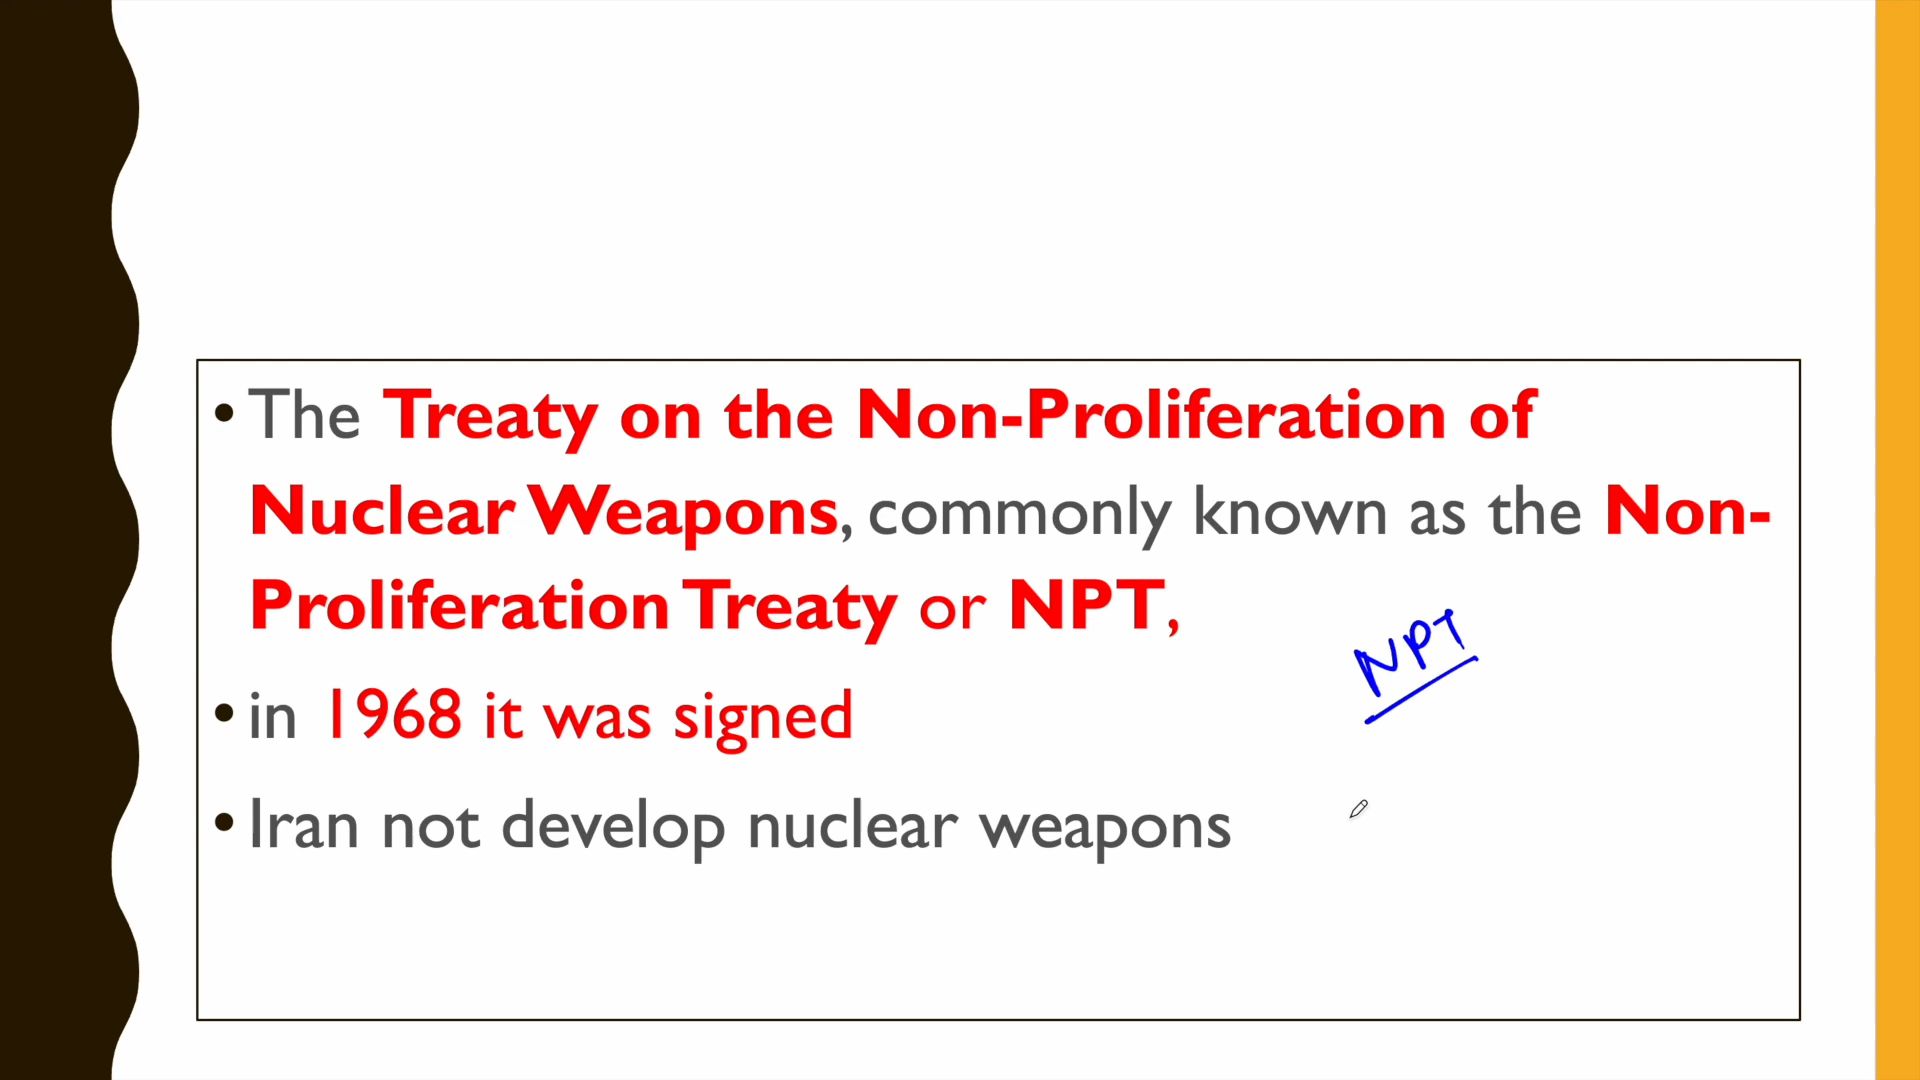 • The Treaty on the Non-Proliferation of
Nuclear Weapons, commonly known as the Non-
Proliferation Treaty or NPT,
NPT
• in 1968 it was signed
• Iran not develop nuclear weapons